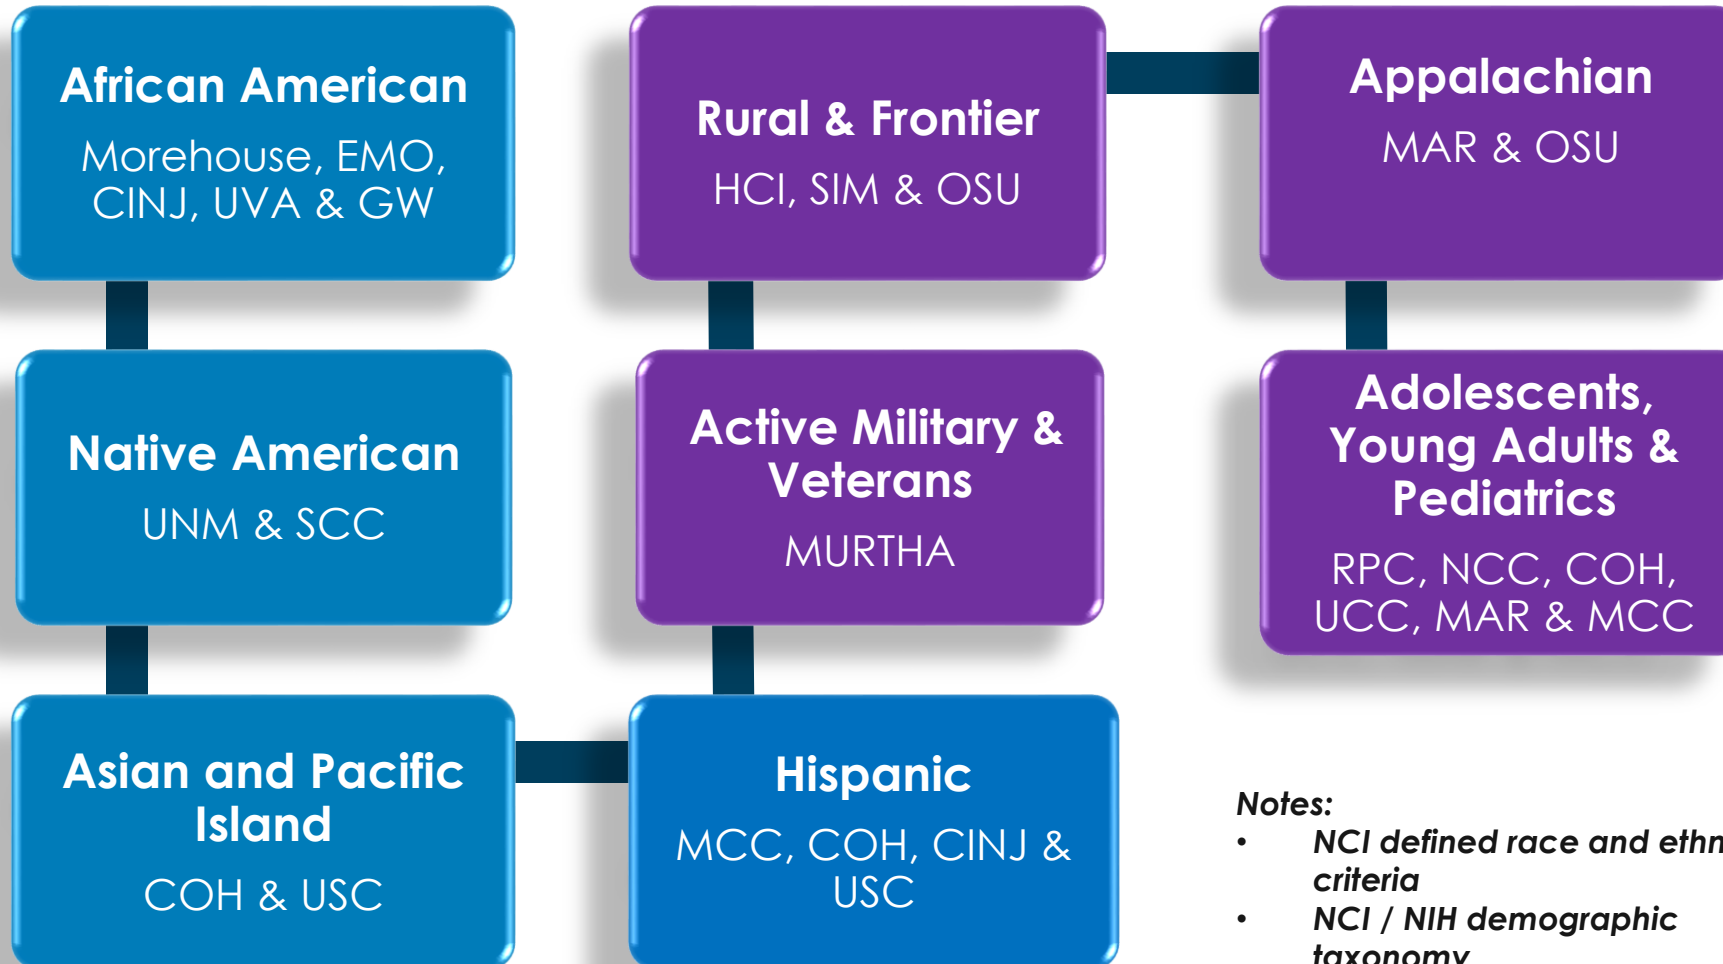 African American
Morehouse, EMO,
CINJ, UVA & GW
Native American
UNM & SCC
Asian and Pacific
Island
COH & USC
Hispanic
MCC, COH, CINJ &
USC
Active Military &
Veterans
MURTHA
Rural & Frontier
HCI, SIM & OSU
Appalachian
MAR & OSU
Adolescents,
Young Adults &
Pediatrics
RPC, NCC, COH,
UCC, MAR & MCC
Notes:
• NCI defined race and
criteria
• NCI / NIH demographic
taxonomy